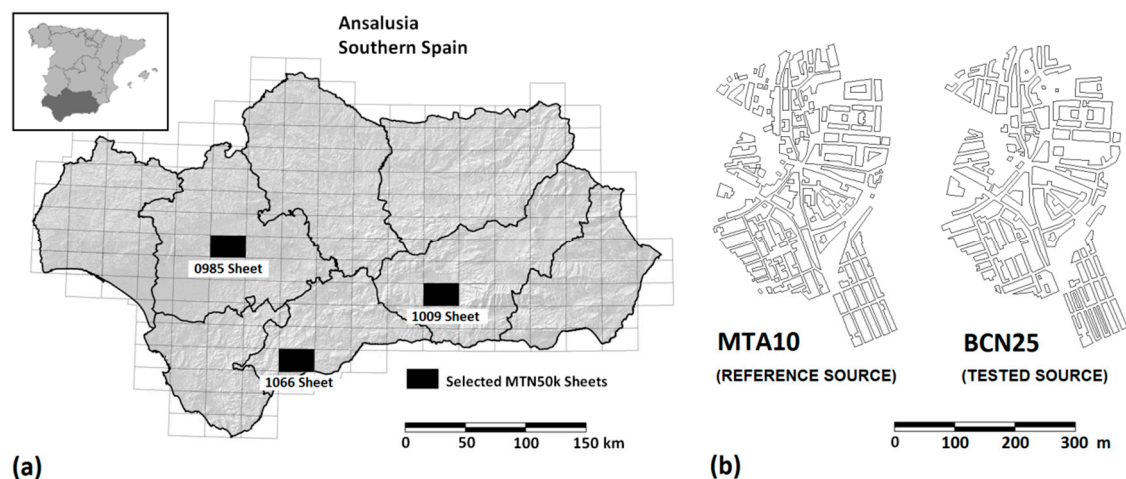 Ansalusia
Southern Spain
0985 Sheet
1009 Sheet
1066 Sheet
Selected MTN50k Sheets
0 50 100 150 km
(a)
MTA10
(REFERENCE SOURCE)
BCN25
(TESTED SOURCE)
0 100 200 300 m
(b)